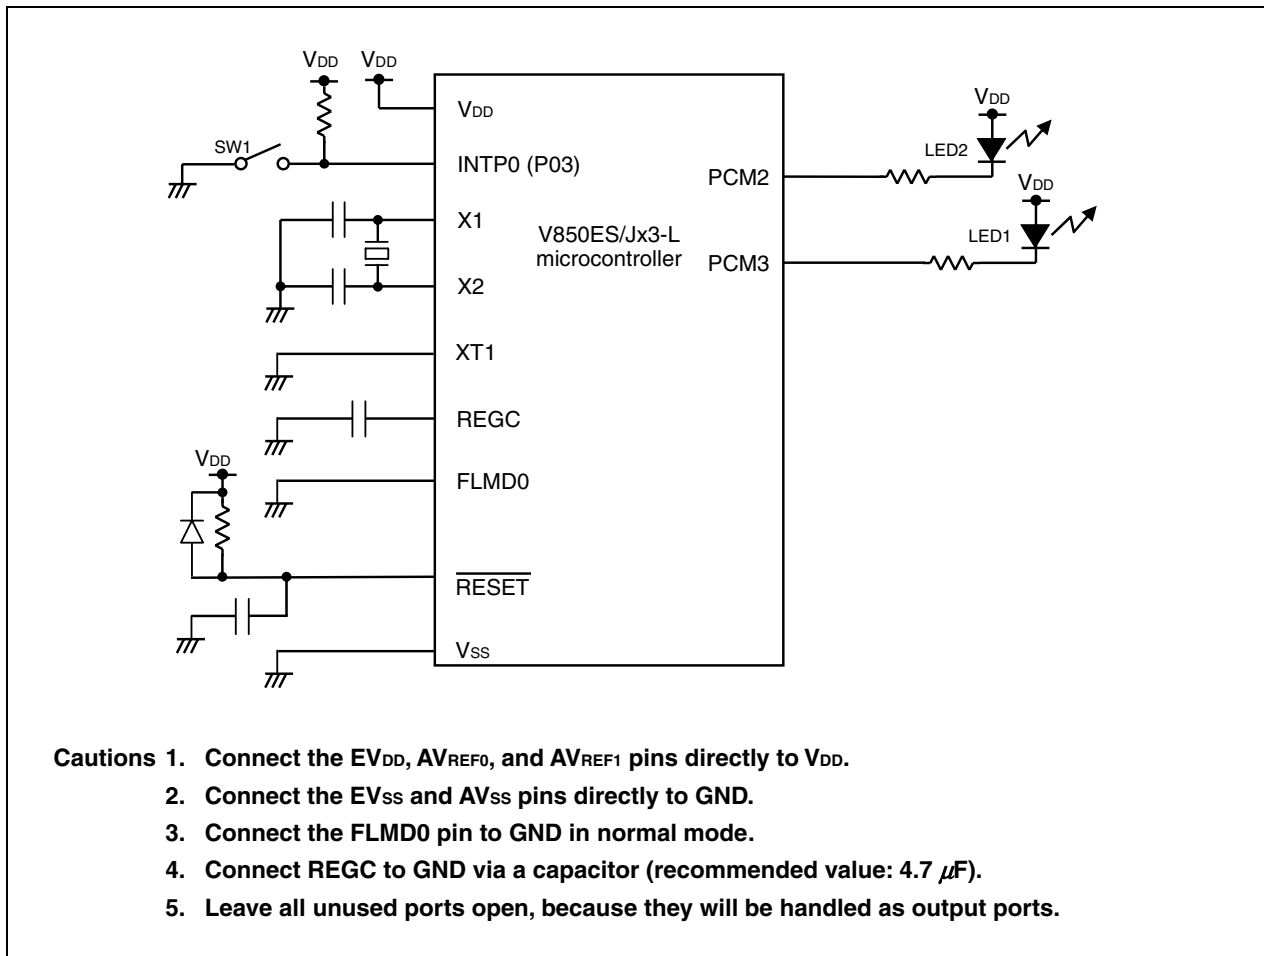 VDD VDD
VDD
SW1
INTP0 (P03)
X1
X2
XT1
REGC
VDD
FLMD0
RESET
VSS
V850ES/Jx3-L
microcontroller
PCM2
PCM3
VDD
LED2
VDD
LED1
Cautions 1. Connect the EVDD, AVREF0, and AVREF1 pins directly to VDD.
2. Connect the EVSS and AVSS pins directly to GND.
3. Connect the FLMD0 pin to GND in normal mode.
4. Connect REGC to GND via a capacitor (recommended value: 4.7 μF).
5. Leave all unused ports open, because they will be handled as output ports.